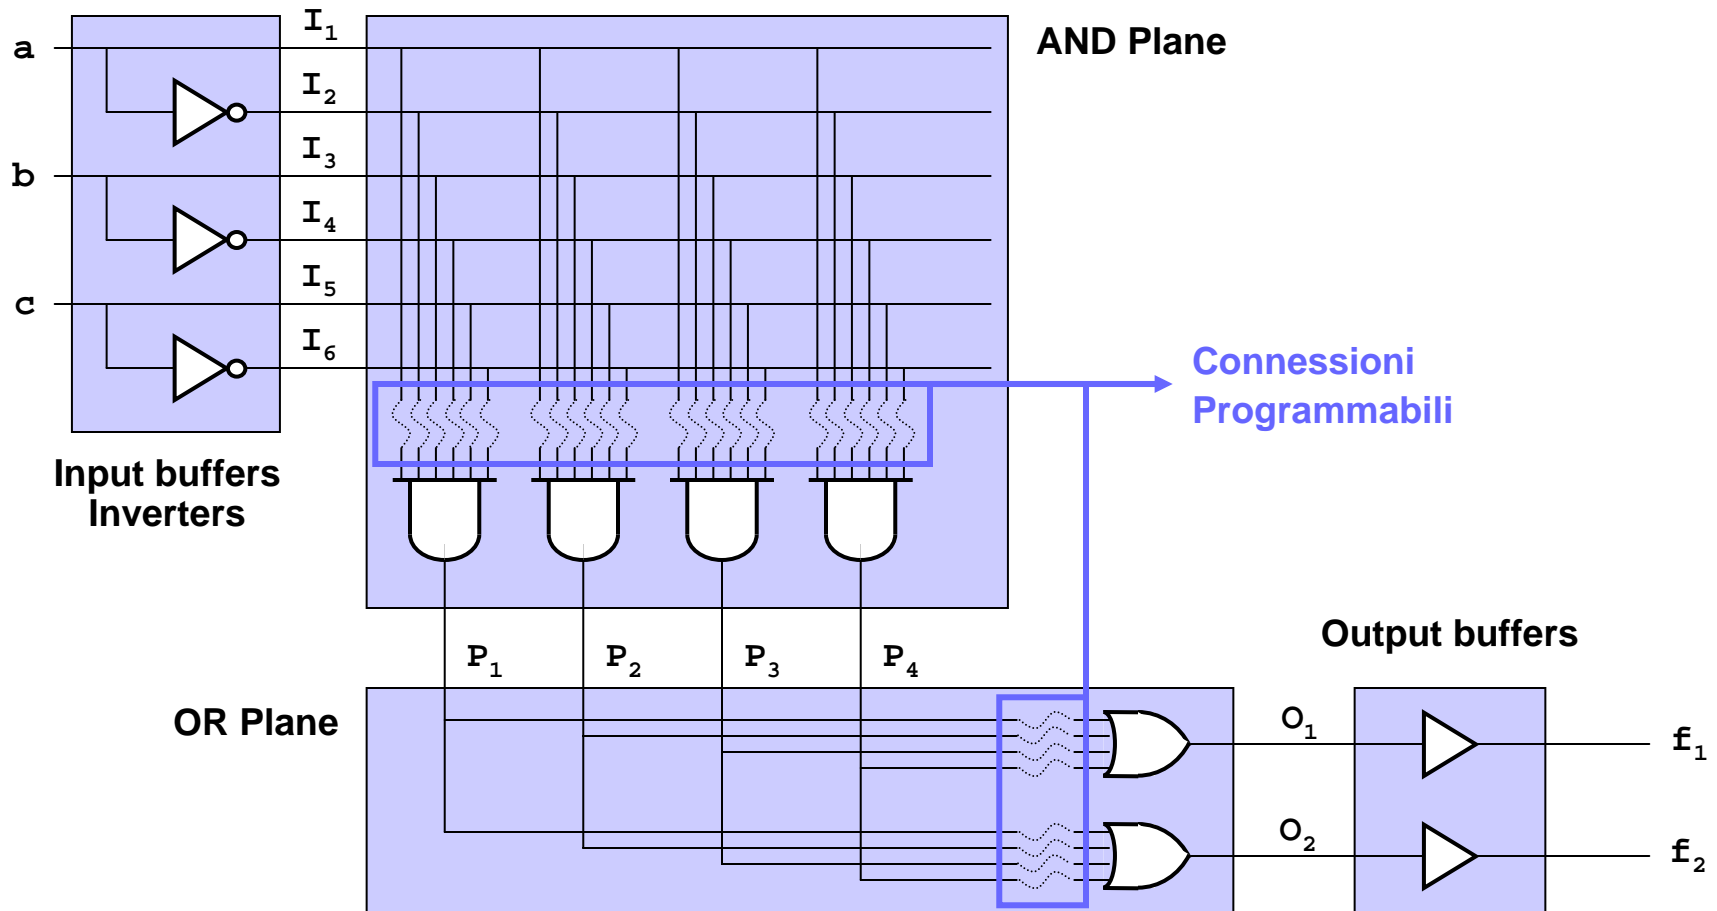 a
I1
AND Plane
I2
I3
b
I4
I5
c
I6
Connessioni
Programmabili
Input buffers
Inverters
P1
P2
P3
P4
Output buffers
OR Plane
O1
f1
O2
f2